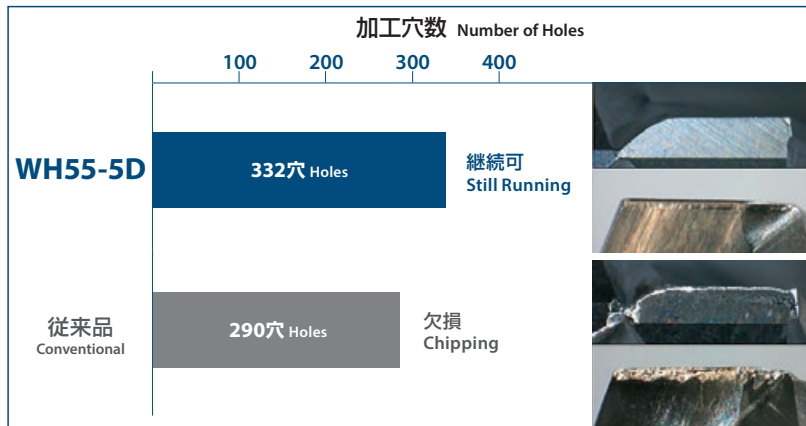 加工穴数 Number of Holes
100 200 300 400
WH55-5D
332穴 Holes
継続可
Still Running
従来品
Conventional
290穴 Holes
欠損
Chipping